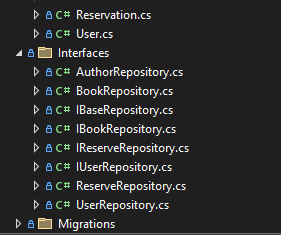 C# Reservation.cs
C# User.cs
Interfaces
C# AuthorRepository.cs
C# BookRepository.cs
C# IBaseRepository.cs
C# IBookRepository.cs
C# IReserveRepository.cs
C# IUserRepository.cs
C# ReserveRepository.cs
C# UserRepository.cs
Migrations